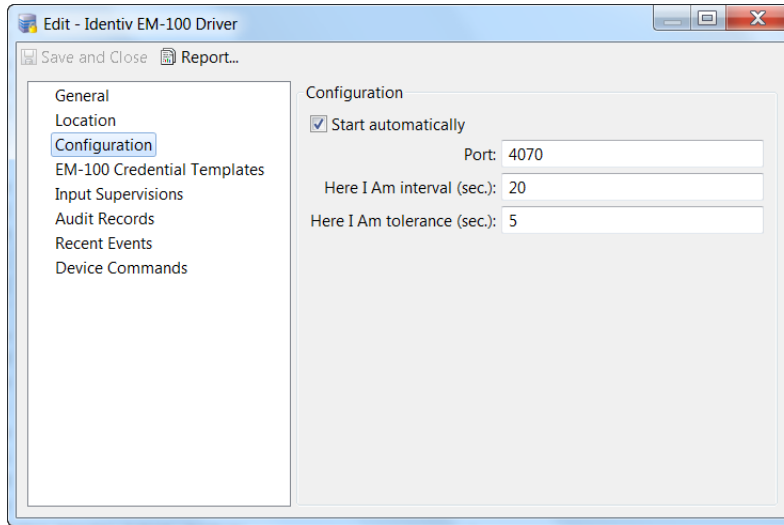 Edit - Identiv EM-100 Driver
Save and Close Report...
General
Location
Configuration
EM-100 Credential Templates
Input Supervisions
Audit Records
Recent Events
Device Commands
Configuration
Start automatically
Port: 4070
Here I Am interval (sec.): 20
Here I Am tolerance (sec.): 5